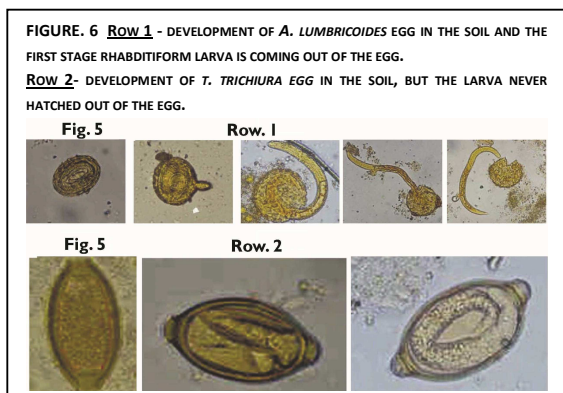 FIGURE. 6 ROW 1 - DEVELOPMENT OF A. LUMBRICOIDES EGG IN THE SOIL AND THE
FIRST STAGE RHABDITIFORM LARVA IS COMING OUT OF THE EGG.
ROW 2- DEVELOPMENT OF T. TRICHIURA EGG IN THE SOIL, BUT THE LARVA NEVER
HATCHED OUT OF THE EGG.
Fig. 5 Row. 1
Fig. 5 Row. 2